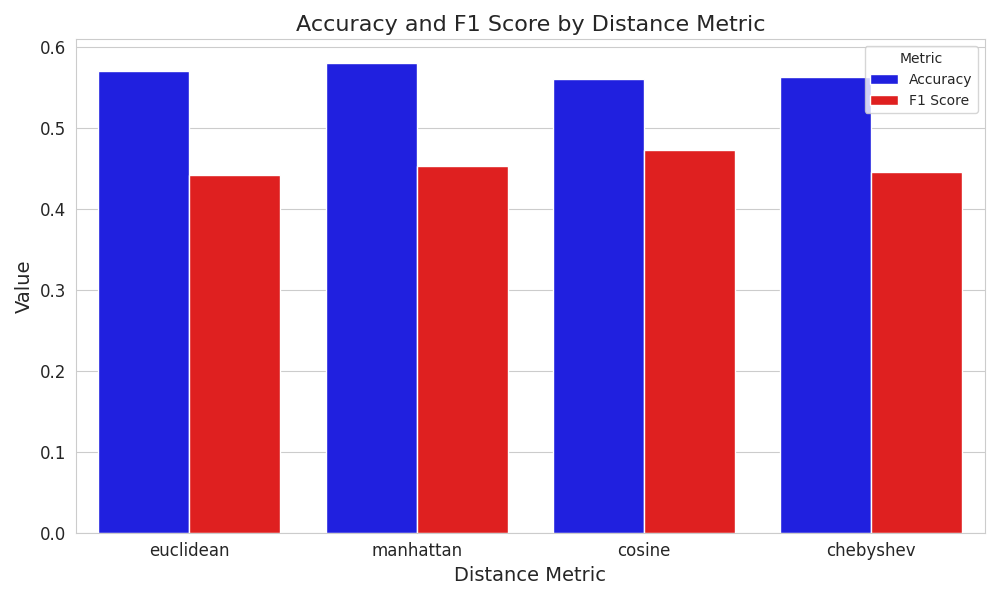 Accuracy and F1 Score by Distance Metric
Metric
Accuracy
F1 Score
Value
0.6
0.5
0.4
0.3
0.2
0.1
0.0
euclidean
manhattan
cosine
chebyshev
Distance Metric